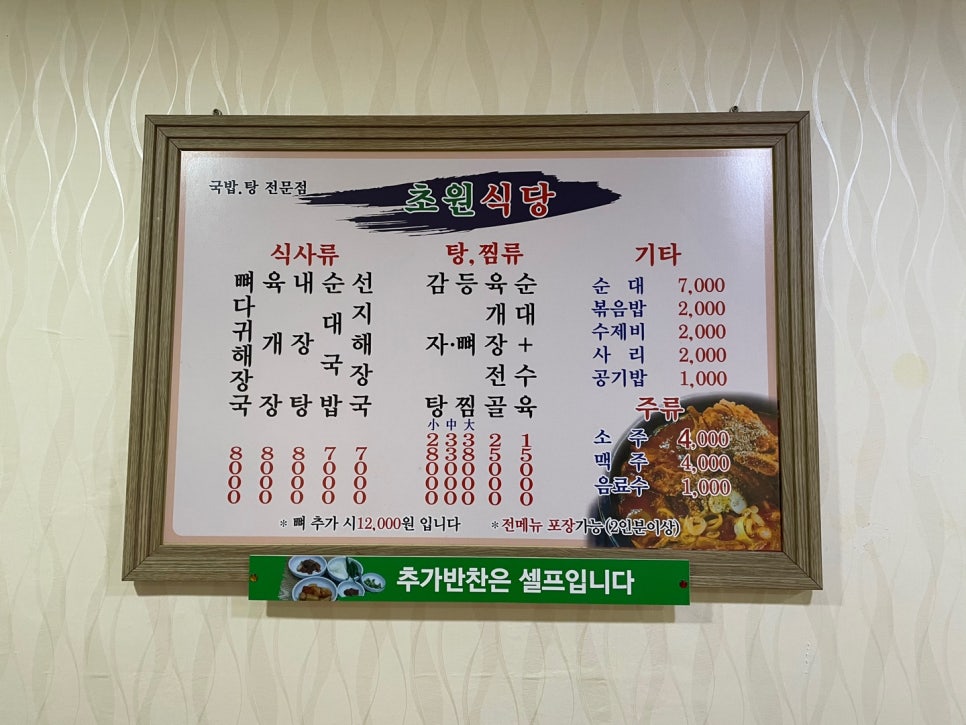 국밥.탕 전문점
초원식당
식사류
뼈다귀해장국 8000
육개장 8000
내장탕 8000
순대국밥 7000
선지해장국 7000
탕,찜류
감자탕·등뼈찜
小 28000
中 33000
大 38000
육개장전골 25000
순대+수육 15000
기타
순 대 7,000
볶음밥 2,000
수제비 2,000
사 리 2,000
공기밥 1,000
주류
소 주 4,000
맥 주 4,000
음료수 1,000
* 뼈 추가 시12,000원 입니다
* 전메뉴 포장가능(2인분이상)
추가반찬은 셀프입니다